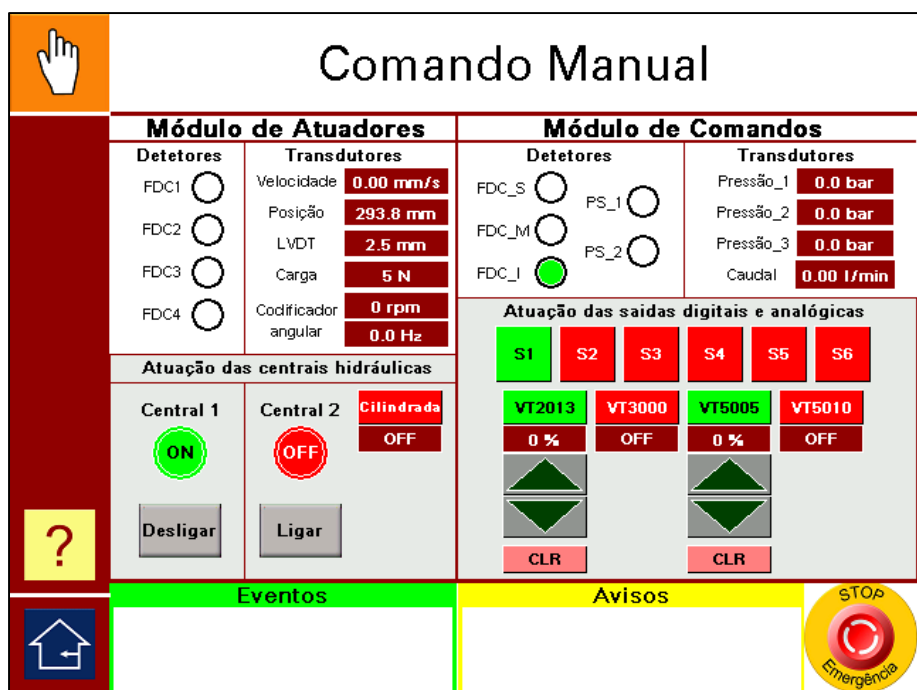 Comando Manual
Módulo de Atuadores
Detetores
FDC1
FDC2
FDC3
FDC4
Transdutores
Velocidade 0.00 mm/s
Posição 293.8 mm
LVDT 2.5 mm
Carga 5 N
Codificador 0 rpm
angular 0.0 Hz
Módulo de Comandos
Detetores
FDC_S
PS_1
FDC_M
PS_2
FDC_I
Transdutores
Pressão_1 0.0 bar
Pressão_2 0.0 bar
Pressão_3 0.0 bar
Caudal 0.00 l/min
Atuação das centrais hidráulicas
Central 1
ON
Desligar
Central 2
OFF
Ligar
Cilindrada
OFF
Atuação das saidas digitais e analógicas
S1 S2 S3 S4 S5 S6
VT2013 VT3000 VT5005 VT5010
0 % OFF 0 % OFF
CLR CLR
?
Eventos
Avisos
STOP
Emergência